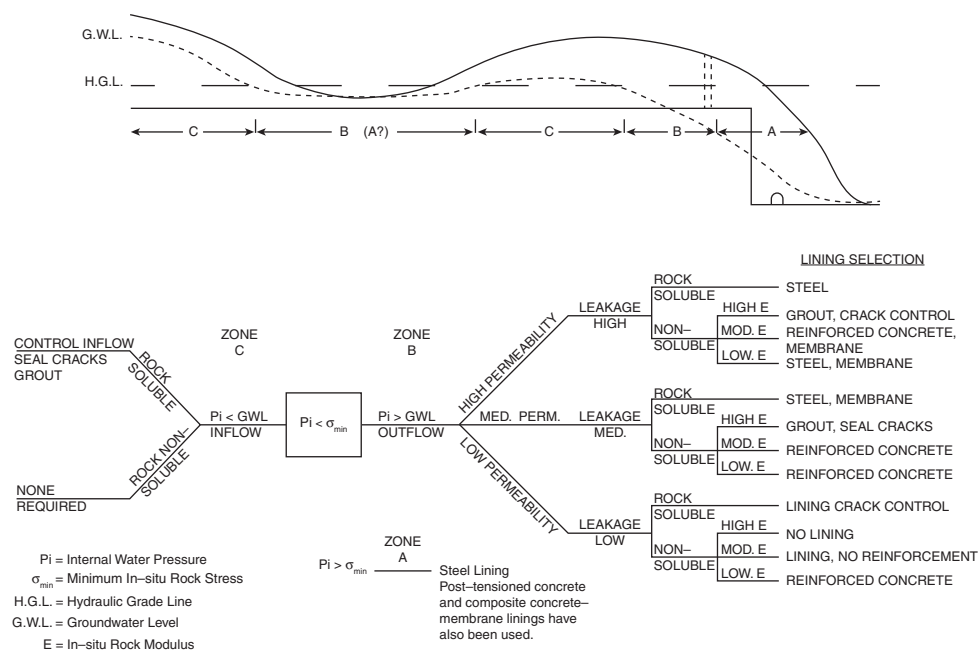 G.W.L.
H.G.L.
C
B (A?)
C
B
A
LINING SELECTION
ZONE
C
ZONE
B
CONTROL INFLOW
SEAL CRACKS
GROUT
ROCK
SOLUBLE
NONE
REQUIRED
ROCK NON–
SOLUBLE
Pi < GWL
INFLOW
Pi < σmin
Pi > GWL
OUTFLOW
HIGH PERMEABILITY
LEAKAGE
HIGH
ROCK
SOLUBLE
STEEL
NON–
SOLUBLE
HIGH E
GROUT, CRACK CONTROL
MOD. E
REINFORCED CONCRETE,
MEMBRANE
LOW. E
STEEL, MEMBRANE
MED. PERM.
LEAKAGE
MED.
ROCK
SOLUBLE
STEEL, MEMBRANE
NON–
SOLUBLE
HIGH E
GROUT, SEAL CRACKS
MOD. E
REINFORCED CONCRETE
LOW. E
REINFORCED CONCRETE
LOW PERMEABILITY
LEAKAGE
LOW
ROCK
SOLUBLE
LINING CRACK CONTROL
NON–
SOLUBLE
HIGH E
NO LINING
MOD. E
LINING, NO REINFORCEMENT
LOW. E
REINFORCED CONCRETE
Pi = Internal Water Pressure
σmin = Minimum In–situ Rock Stress
H.G.L. = Hydraulic Grade Line
G.W.L. = Groundwater Level
E = In–situ Rock Modulus
ZONE
A
Pi > σmin
Steel Lining
Post–tensioned concrete
and composite concrete–
membrane linings have
also been used.